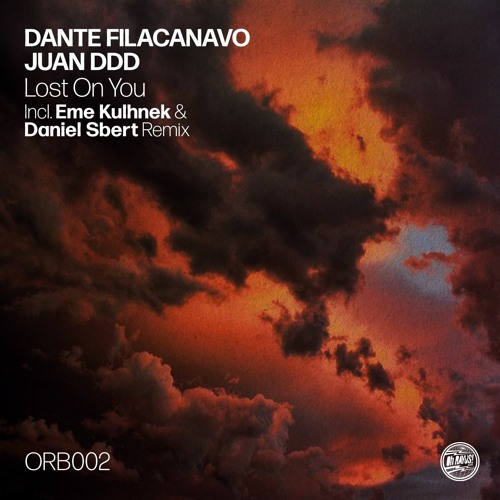 DANTE FILACANAVO
JUAN DDD
Lost On You
Incl. Eme Kulhnek &
Daniel Sbert Remix
ORB002